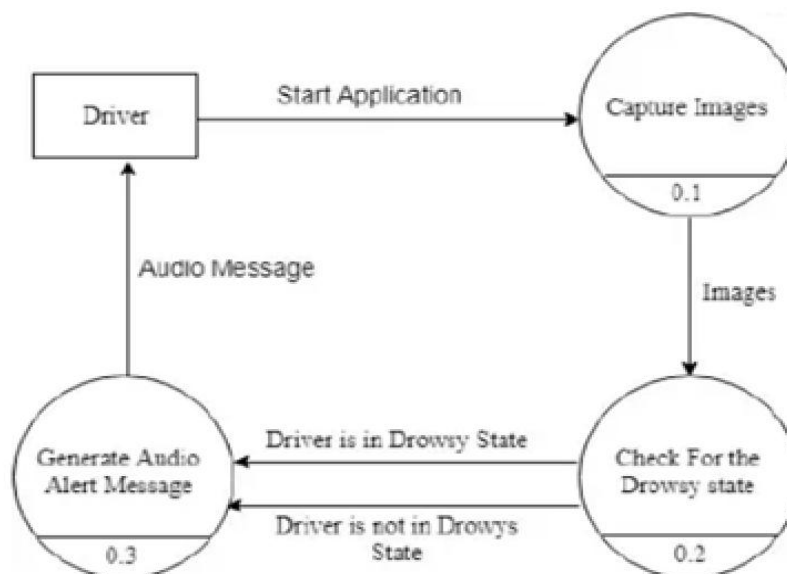 Start Application
Driver
Capture Images
0.1
Audio Message
Images
Driver is in Drowsy State
Generate Audio
Alert Message
Check For the
Drowsy state
Driver is not in Drowys
State
0.3
0.2